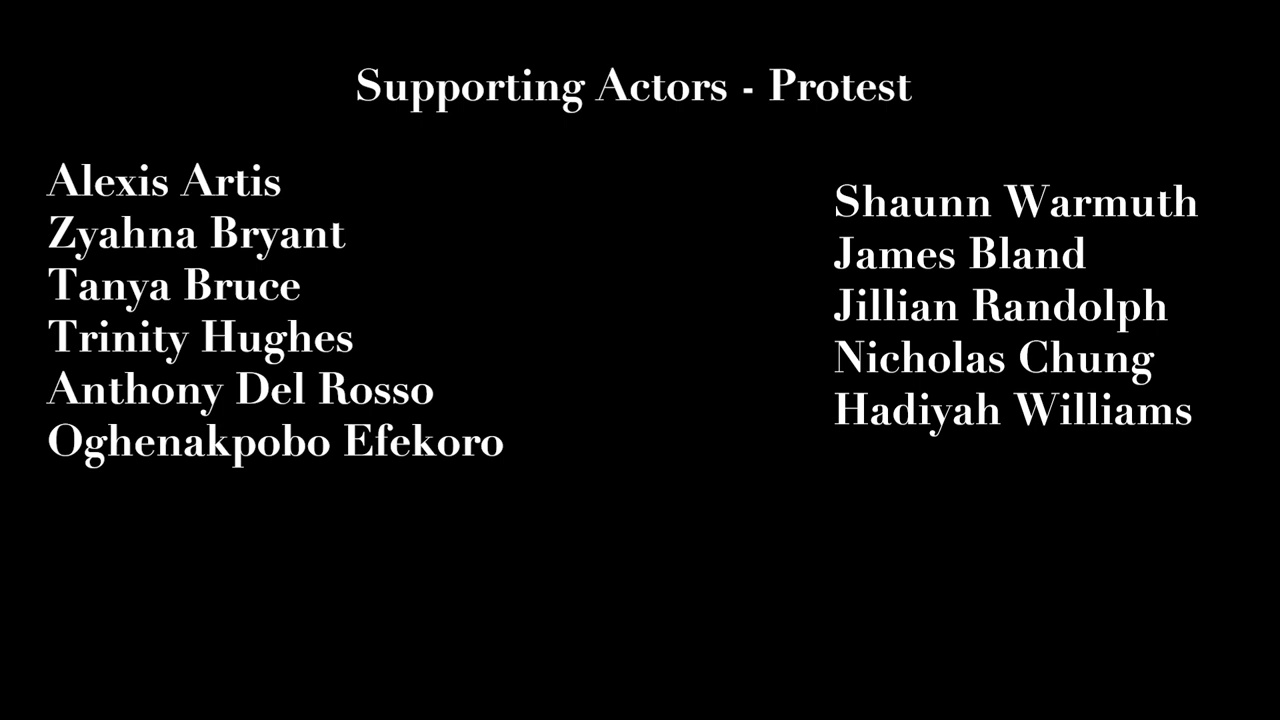 Supporting Actors - Protest
Alexis Artis
Zyahna Bryant
Tanya Bruce
Trinity Hughes
Anthony Del Rosso
Oghenakpobo Efekoro
Shaunn Warmuth
James Bland
Jillian Randolph
Nicholas Chung
Hadiyah Williams